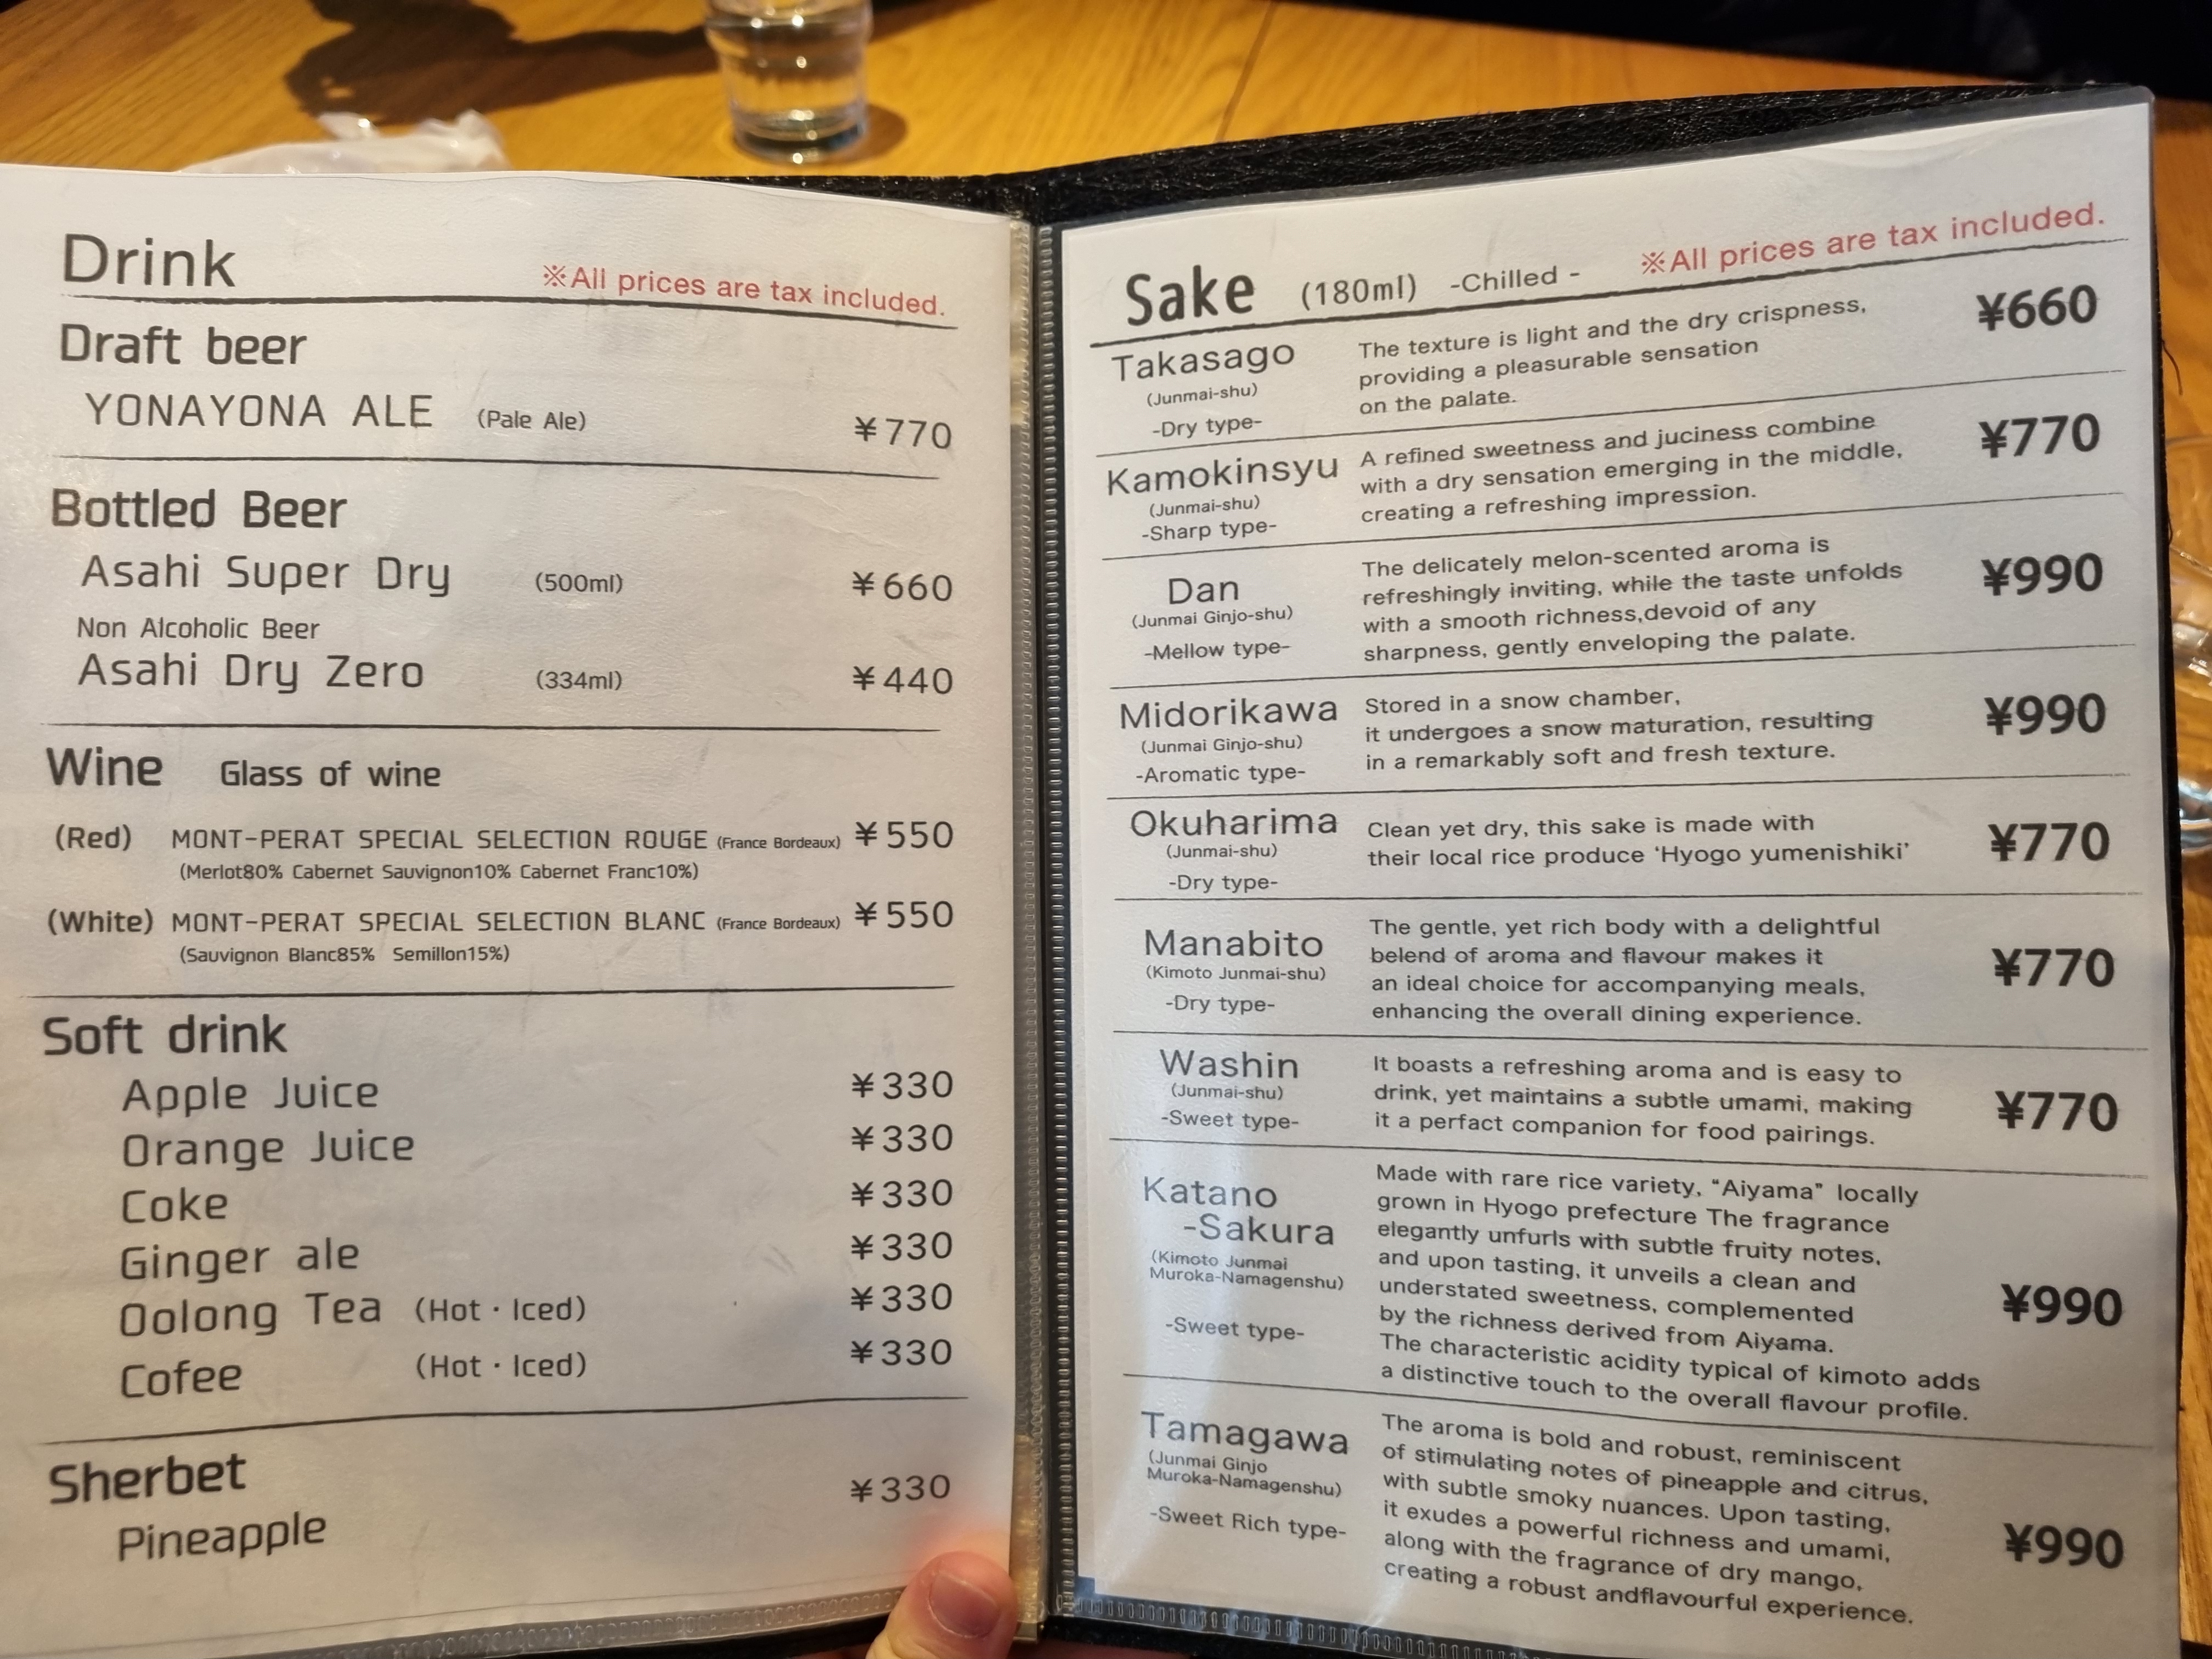 Drink
※All prices are tax included.
Draft beer
YONAYONA ALE (Pale Ale) ¥770
Bottled Beer
Asahi Super Dry (500ml) ¥660
Non Alcoholic Beer
Asahi Dry Zero (334ml) ¥440
Wine Glass of wine
(Red) MONT-PERAT SPECIAL SELECTION ROUGE (France Bordeaux) ¥550
(Merlot80% Cabernet Sauvignon10% Cabernet Franc10%)
(White) MONT-PERAT SPECIAL SELECTION BLANC (France Bordeaux) ¥550
(Sauvignon Blanc85% Semillon15%)
Soft drink
Apple Juice ¥330
Orange Juice ¥330
Coke ¥330
Ginger ale ¥330
Oolong Tea (Hot・Iced) ¥330
Cofee (Hot・Iced) ¥330
Sherbet
Pineapple ¥330
Sake (180ml) -Chilled -
※All prices are tax included.
Takasago
(Junmai-shu)
-Dry type-
The texture is light and the dry crispness,
providing a pleasurable sensation
on the palate.
¥660
Kamokinsyu
(Junmai-shu)
-Sharp type-
A refined sweetness and juciness combine
with a dry sensation emerging in the middle,
creating a refreshing impression.
¥770
Dan
(Junmai Ginjo-shu)
-Mellow type-
The delicately melon-scented aroma is
refreshingly inviting, while the taste unfolds
with a smooth richness,devoid of any
sharpness, gently enveloping the palate.
¥990
Midorikawa
(Junmai Ginjo-shu)
-Aromatic type-
Stored in a snow chamber,
it undergoes a snow maturation, resulting
in a remarkably soft and fresh texture.
¥990
Okuharima
(Junmai-shu)
-Dry type-
Clean yet dry, this sake is made with
their local rice produce ‘Hyogo yumenishiki’
¥770
Manabito
(Kimoto Junmai-shu)
-Dry type-
The gentle, yet rich body with a delightful
belend of aroma and flavour makes it
an ideal choice for accompanying meals,
enhancing the overall dining experience.
¥770
Washin
(Junmai-shu)
-Sweet type-
It boasts a refreshing aroma and is easy to
drink, yet maintains a subtle umami, making
it a perfect companion for food pairings.
¥770
Katano
-Sakura
(Kimoto Junmai
Muroka-Namagenshu)
-Sweet type-
Made with rare rice variety, “Aiyama” locally
grown in Hyogo prefecture The fragrance
elegantly unfurls with subtle fruity notes,
and upon tasting, it unveils a clean and
understated sweetness, complemented
by the richness derived from Aiyama.
The characteristic acidity typical of kimoto adds
a distinctive touch to the overall flavour profile.
¥990
Tamagawa
(Junmai Ginjo
Muroka-Namagenshu)
-Sweet Rich type-
The aroma is bold and robust, reminiscent
of stimulating notes of pineapple and citrus,
with subtle smoky nuances. Upon tasting,
it exudes a powerful richness and umami,
along with the fragrance of dry mango,
creating a robust andflavourful experience.
¥990